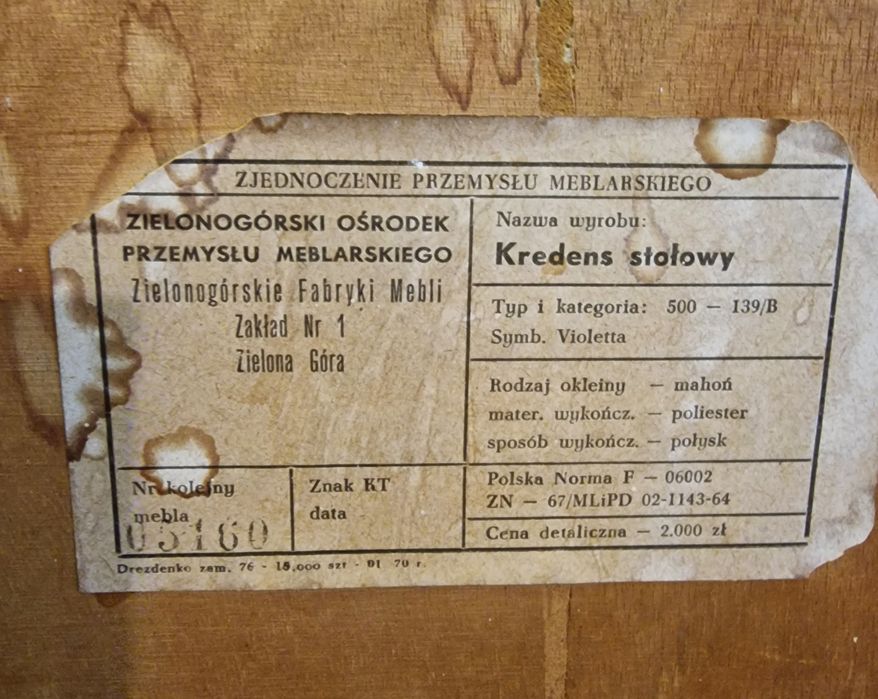 ZJEDNOCZENIE PRZEMYSŁU MEBLARSKIEGO
ZIELONOGÓRSKI OŚRODEK
PRZEMYSŁU MEBLARSKIEGO
Zielonogórskie Fabryki Mebli
Zakład Nr 1
Zielona Góra
Nazwa wyrobu:
Kredens stołowy
Typ i kategoria: 500 — 139/B
Symb. Violetta
Rodzaj okleiny — mahoń
mater. wykończ. — poliester
sposób wykończ. — połysk
Nr kolejny
mebla
05160
Znak KT
data
Polska Norma F — 06002
ZN — 67/MLiPD 02-1143-64
Cena detaliczna — 2.000 zł
Drezdenko zam. 76 - 15,000 szt - 91 70 r.